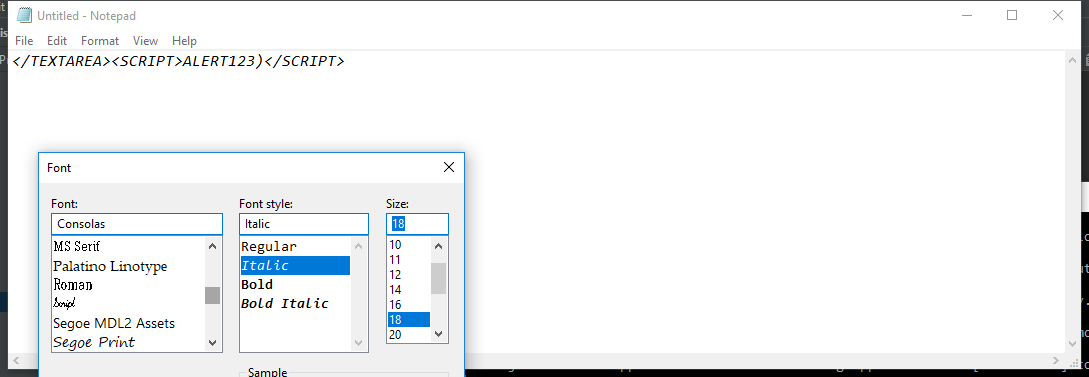 Untitled - Notepad
File Edit Format View Help
</TEXTAREA><SCRIPT>ALERT123)</SCRIPT>
Font
Font: Font style: Size:
Consolas Italic 18
MS Serif
Palatino Linotype
Roman
Script
Segoe MDL2 Assets
Segoe Print
Regular
Italic
Bold
Bold Italic
10
11
12
14
16
18
20
Sample